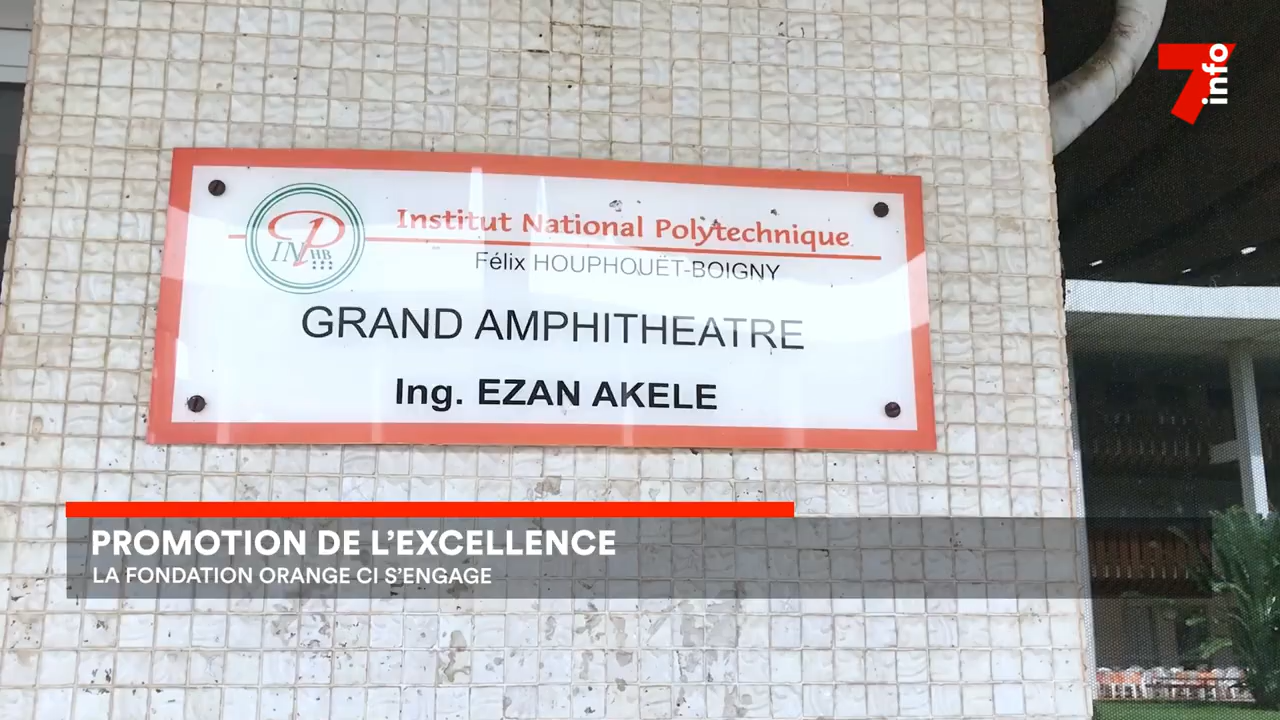 7 info
Institut National Polytechnique
Félix HOUPHOUËT-BOIGNY
INP HB
GRAND AMPHITHEATRE
Ing. EZAN AKELE
PROMOTION DE L'EXCELLENCE
LA FONDATION ORANGE CI S'ENGAGE